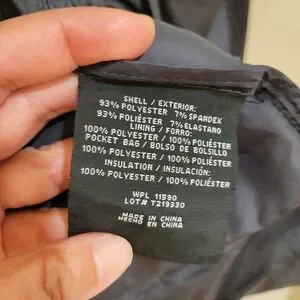 SHELL / EXTERIOR:
93% POLYESTER 7% SPANDEX
93% POLIÉSTER 7% ELASTANO
LINING / FORRO:
100% POLYESTER / 100% POLIÉSTER
POCKET BAG / BOLSO DE BOLSILLO
100% POLYESTER / 100% POLIÉSTER
INSULATION / INSULACIÓN:
100% POLYESTER / 100% POLIÉSTER
WPL 11590
LOT# T219330
MADE IN CHINA
HECHO EN CHINA